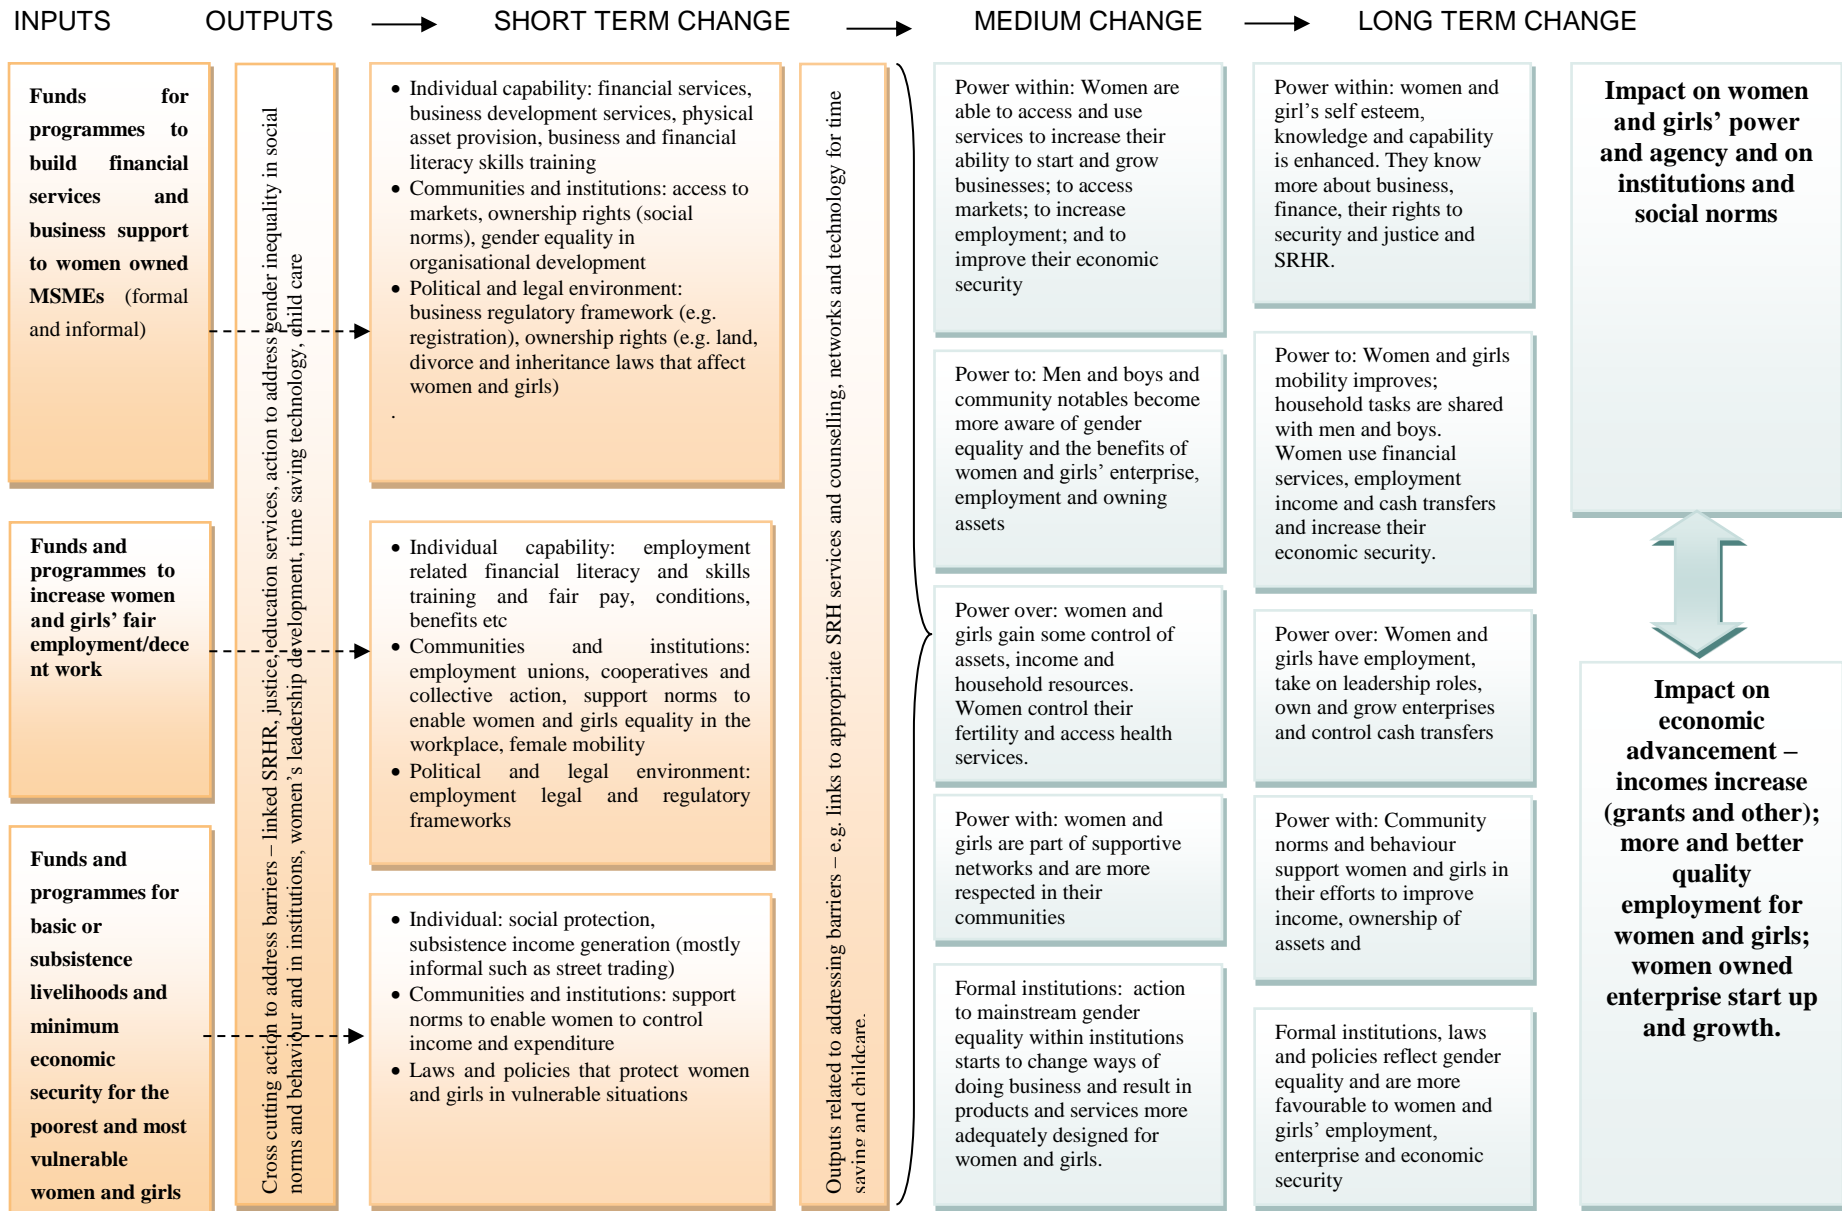 INPUTS
OUTPUTS
SHORT TERM CHANGE
MEDIUM CHANGE
LONG TERM CHANGE
Funds for
programmes to
build financial
services and
business support
to women owned
MSMEs (formal
and informal)
Funds and
programmes to
increase women
and girls’ fair
employment/dece
nt work
Funds and
programmes for
basic or
subsistence
livelihoods and
minimum
economic
security for the
poorest and most
vulnerable
women and girls
Cross cutting action to address barriers – linked SRHR, justice, education services, action to address gender inequality in social
norms and behaviour and in institutions, women’s leadership development, time saving technology, child care
• Individual capability: financial services,
business development services, physical
asset provision, business and financial
literacy skills training
• Communities and institutions: access to
markets, ownership rights (social
norms), gender equality in
organisational development
• Political and legal environment:
business regulatory framework (e.g.
registration), ownership rights (e.g. land,
divorce and inheritance laws that affect
women and girls)
.
• Individual capability: employment
related financial literacy and skills
training and fair pay, conditions,
benefits etc
• Communities and institutions:
employment unions, cooperatives and
collective action, support norms to
enable women and girls equality in the
workplace, female mobility
• Political and legal environment:
employment legal and regulatory
frameworks
• Individual: social protection,
subsistence income generation (mostly
informal such as street trading)
• Communities and institutions: support
norms to enable women to control
income and expenditure
• Laws and policies that protect women
and girls in vulnerable situations
Outputs related to addressing barriers – e.g. links to appropriate SRH services and counselling, networks and technology for time
saving and childcare.
Power within: Women are
able to access and use
services to increase their
ability to start and grow
businesses; to access
markets; to increase
employment; and to
improve their economic
security
Power to: Men and boys and
community notables become
more aware of gender
equality and the benefits of
women and girls’ enterprise,
employment and owning
assets
Power over: women and
girls gain some control of
assets, income and
household resources.
Women control their
fertility and access health
services.
Power with: women and
girls are part of supportive
networks and are more
respected in their
communities
Formal institutions: action
to mainstream gender
equality within institutions
starts to change ways of
doing business and result in
products and services more
adequately designed for
women and girls.
Power within: women and
girl’s self esteem,
knowledge and capability
is enhanced. They know
more about business,
finance, their rights to
security and justice and
SRHR.
Power to: Women and girls
mobility improves;
household tasks are shared
with men and boys.
Women use financial
services, employment
income and cash transfers
and increase their
economic security.
Power over: Women and
girls have employment,
take on leadership roles,
own and grow enterprises
and control cash transfers
Power with: Community
norms and behaviour
support women and girls in
their efforts to improve
income, ownership of
assets and
Formal institutions, laws
and policies reflect gender
equality and are more
favourable to women and
girls’ employment,
enterprise and economic
security
Impact on women
and girls’ power
and agency and on
institutions and
social norms
Impact on
economic
advancement –
incomes increase
(grants and other);
more and better
quality
employment for
women and girls;
women owned
enterprise start up
and growth.